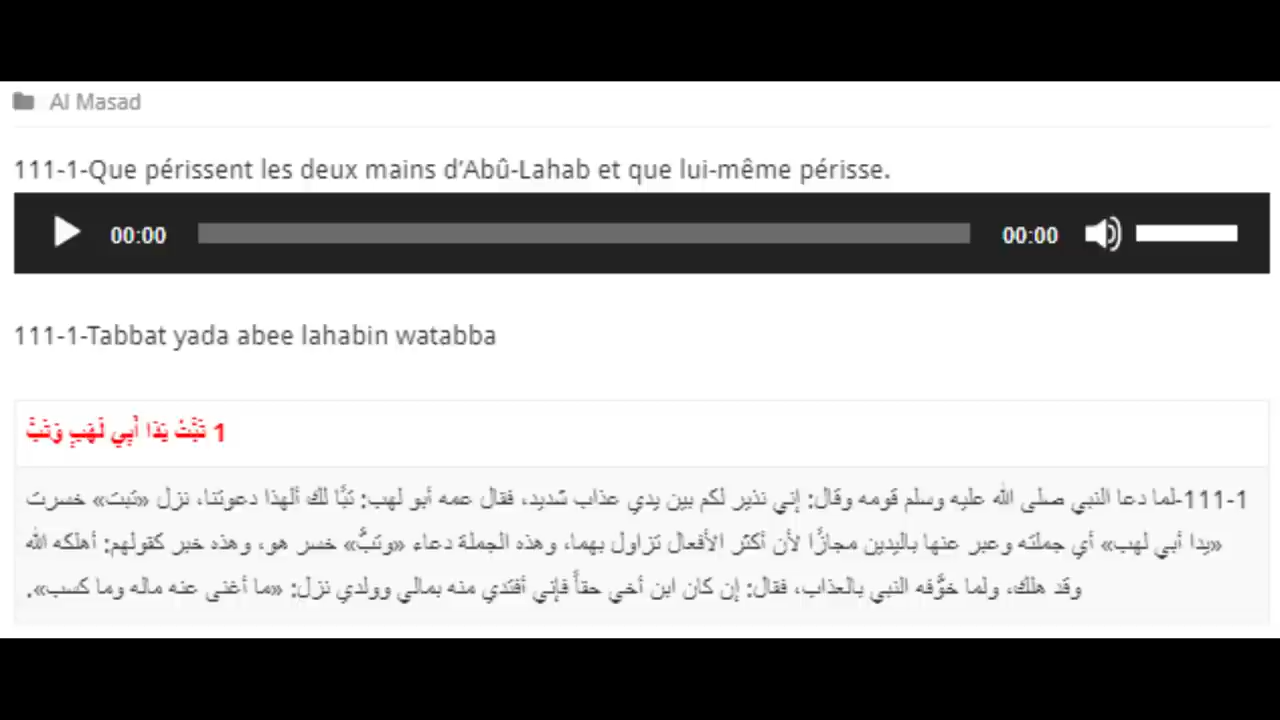 Al Masad
111-1-Que périssent les deux mains d'Abû-Lahab et que lui-même périsse.
00:00 00:00
111-1-Tabbat yada abee lahabin watabba
1 تَبَّتْ يَدَا أَبِي لَهَبٍ وَتَبَّ
111-1-لما دعا النبي صلى الله عليه وسلم قومه وقال: إني نذير لكم بين يدي عذاب شديد، فقال عمه أبو لهب: تبًّا لك ألهذا دعوتنا، نزل «تبت» خسرت
«يدا أبي لهب» أي جملته وعبر عنها باليدين مجازًا لأن أكثر الأفعال تزاول بهما، وهذه الجملة دعاء «وتبَّ» خسر هو، وهذه خبر كقولهم: أهلكه الله
وقد هلك، ولما خوَّفه النبي بالعذاب، فقال: إن كان ابن أخي حقاً فإني أفتدي منه بمالي وولدي نزل: «ما أغنى عنه ماله وما كسب».